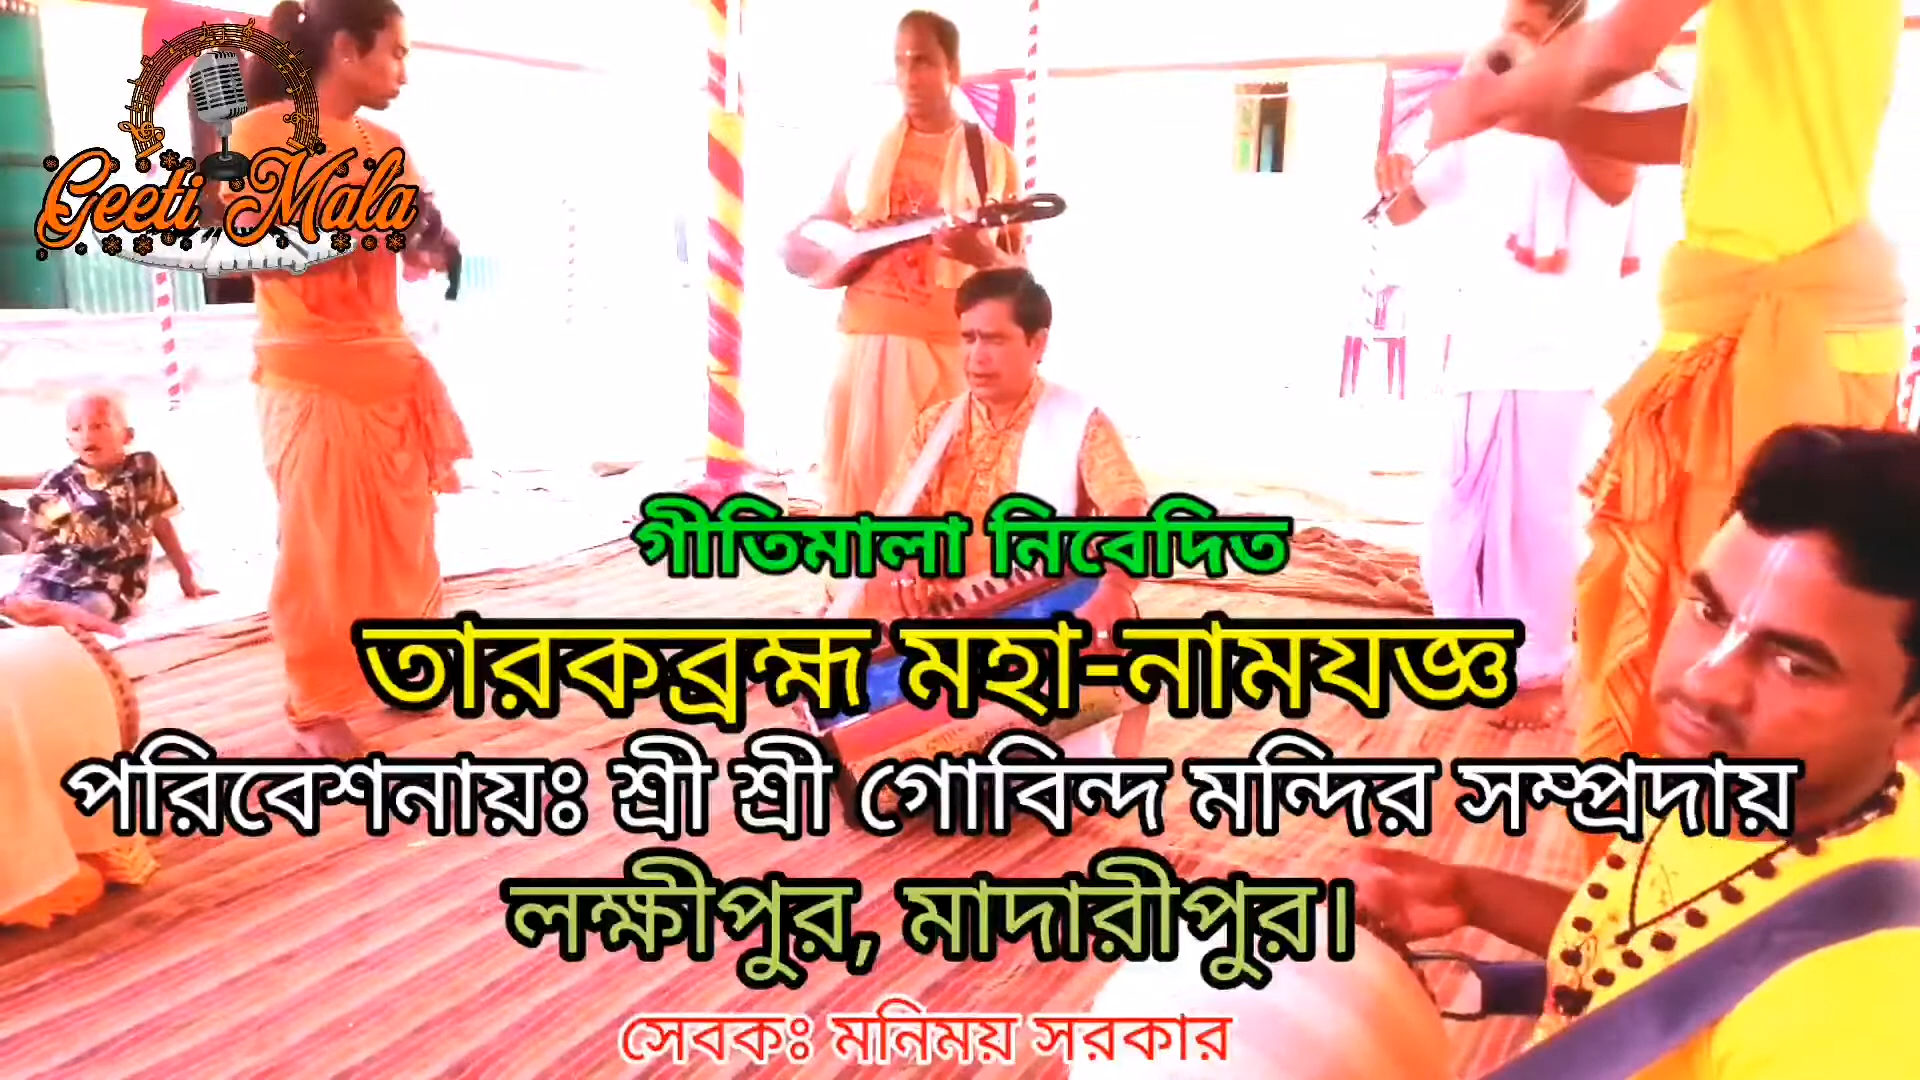 Geeti Mala
গীতিমালা নিবেদিত
তারকব্রহ্ম মহা-নামযজ্ঞ
পরিবেশনায়ঃ শ্রী শ্রী গোবিন্দ মন্দির সম্প্রদায়
লক্ষীপুর, মাদারীপুর।
সেবকঃ মনিময় সরকার